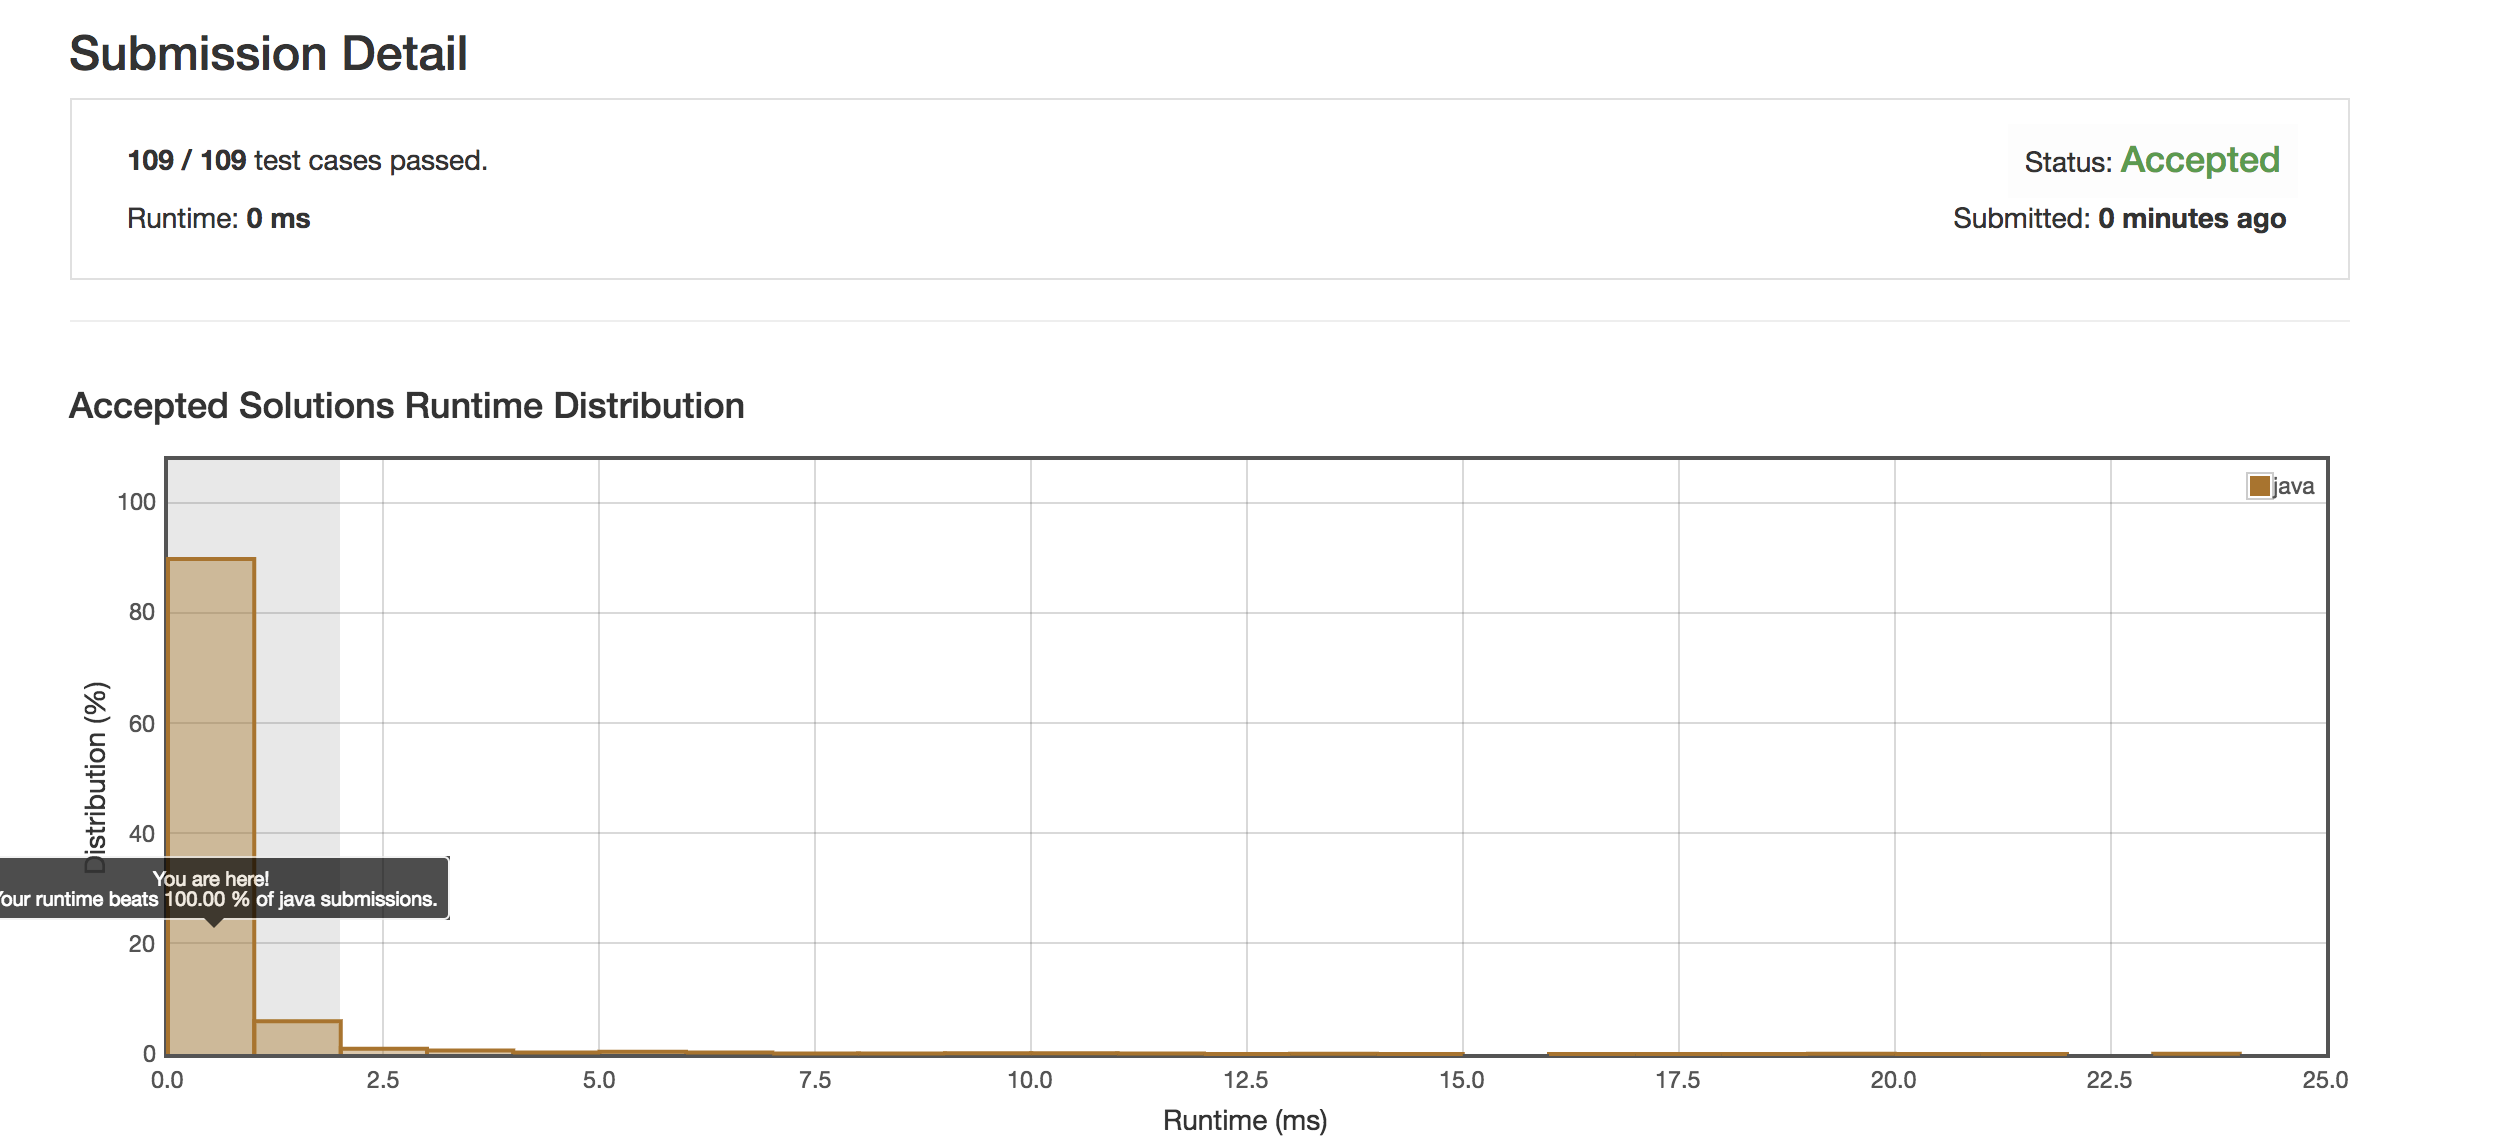 Submission Detail
109 / 109 test cases passed.
Status: Accepted
Runtime: 0 ms
Submitted: 0 minutes ago
Accepted Solutions Runtime Distribution
java
100
80
60
40
20
0
Distribution (%)
You are here!
our runtime beats 100.00 % of java submissions.
0.0 2.5 5.0 7.5 10.0 12.5 15.0 17.5 20.0 22.5 25.0
Runtime (ms)